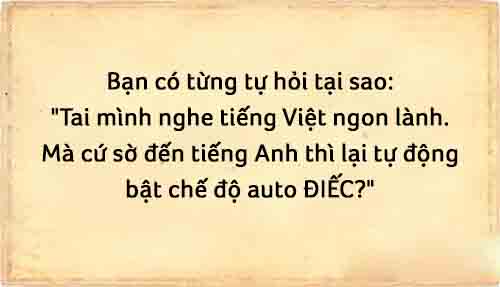 Bạn có từng tự hỏi tại sao:
"Tai mình nghe tiếng Việt ngon lành.
Mà cứ sờ đến tiếng Anh thì lại tự động
bật chế độ auto ĐIẾC?"